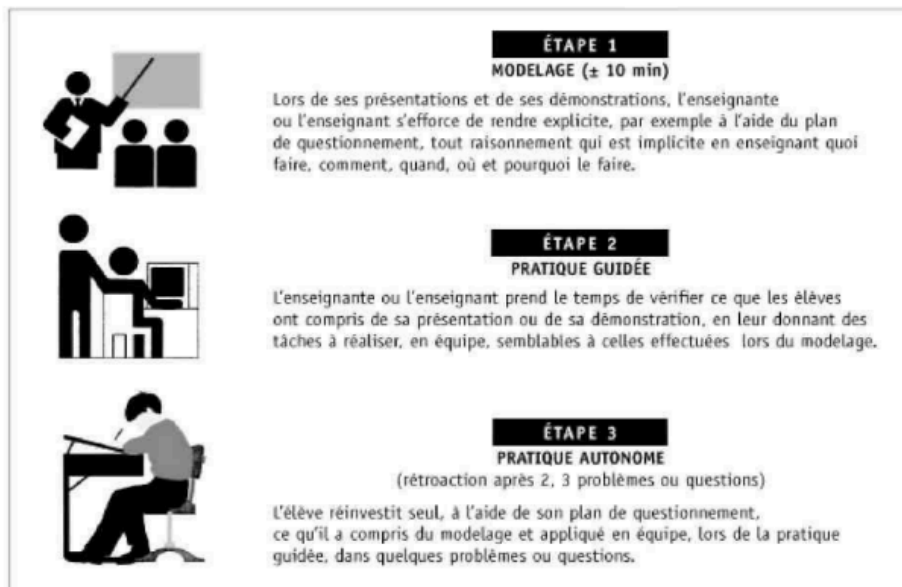 ÉTAPE 1
MODELAGE (± 10 min)
Lors de ses présentations et de ses démonstrations, l'enseignante
ou l'enseignant s'efforce de rendre explicite, par exemple à l'aide du plan
de questionnement, tout raisonnement qui est implicite en enseignant quoi
faire, comment, quand, où et pourquoi le faire.
ÉTAPE 2
PRATIQUE GUIDÉE
L'enseignante ou l'enseignant prend le temps de vérifier ce que les élèves
ont compris de sa présentation ou de sa démonstration, en leur donnant des
tâches à réaliser, en équipe, semblables à celles effectuées lors du modelage.
ÉTAPE 3
PRATIQUE AUTONOME
(rétroaction après 2, 3 problèmes ou questions)
L'élève réinvestit seul, à l'aide de son plan de questionnement,
ce qu'il a compris du modelage et appliqué en équipe, lors de la pratique
guidée, dans quelques problèmes ou questions.